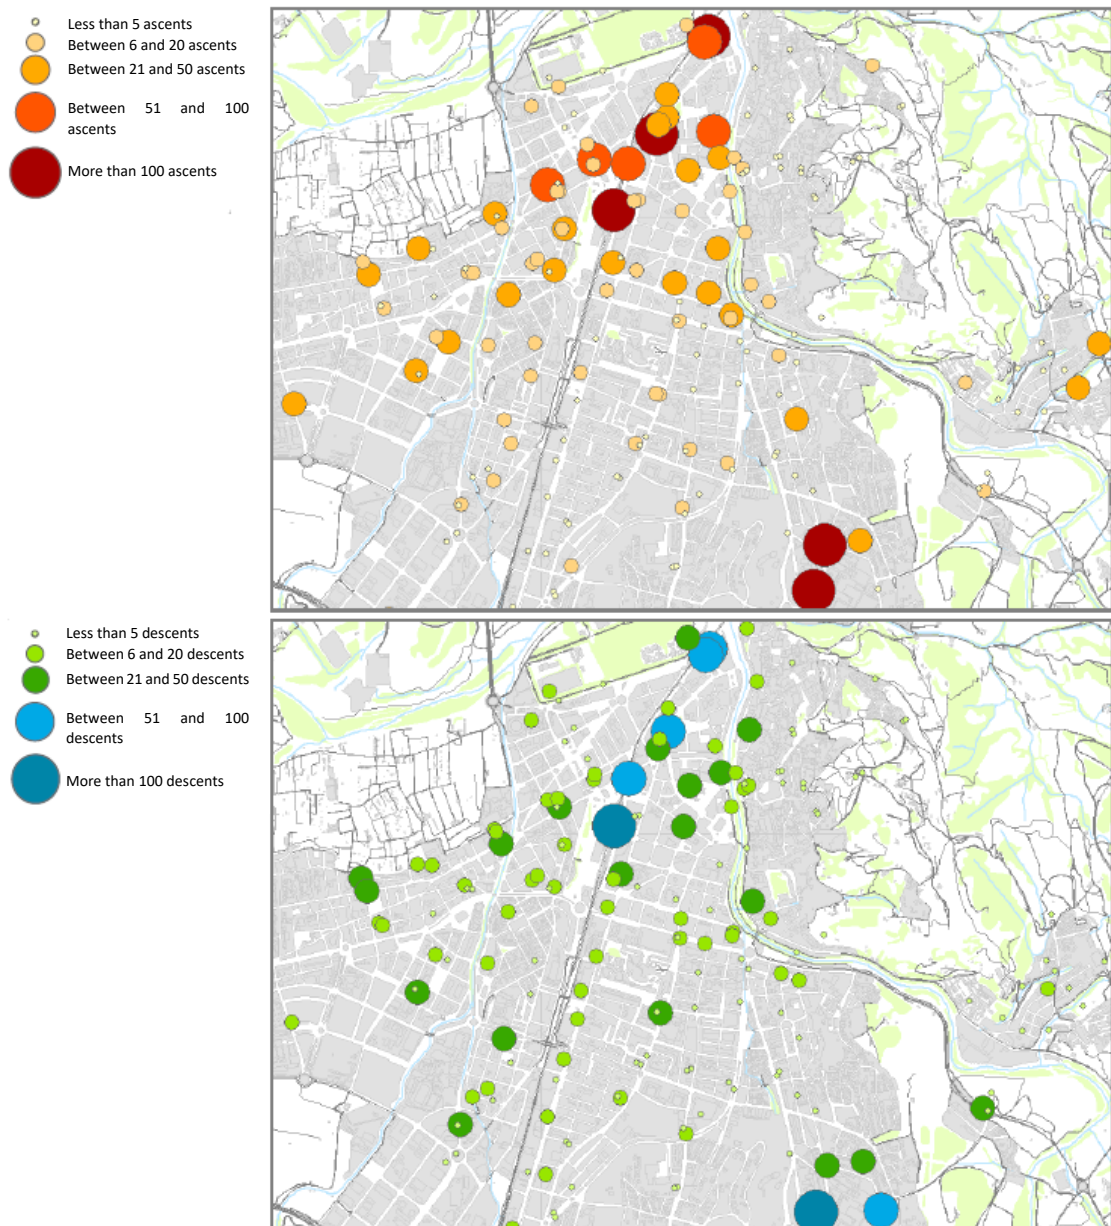 Less than 5 ascents
Between 6 and 20 ascents
Between 21 and 50 ascents
Between 51 and 100
ascents
More than 100 ascents
Less than 5 descents
Between 6 and 20 descents
Between 21 and 50 descents
Between 51 and 100
descents
More than 100 descents